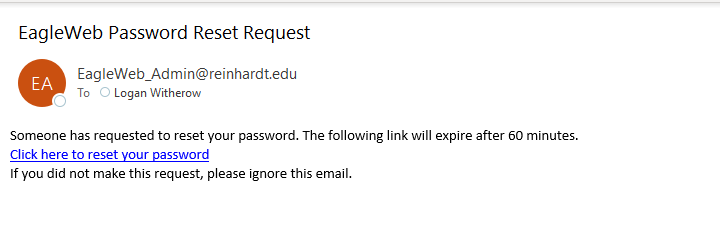 EagleWeb Password Reset Request
EA
EagleWeb_Admin@reinhardt.edu
To Logan Witherow
Someone has requested to reset your password. The following link will expire after 60 minutes.
Click here to reset your password
If you did not make this request, please ignore this email.